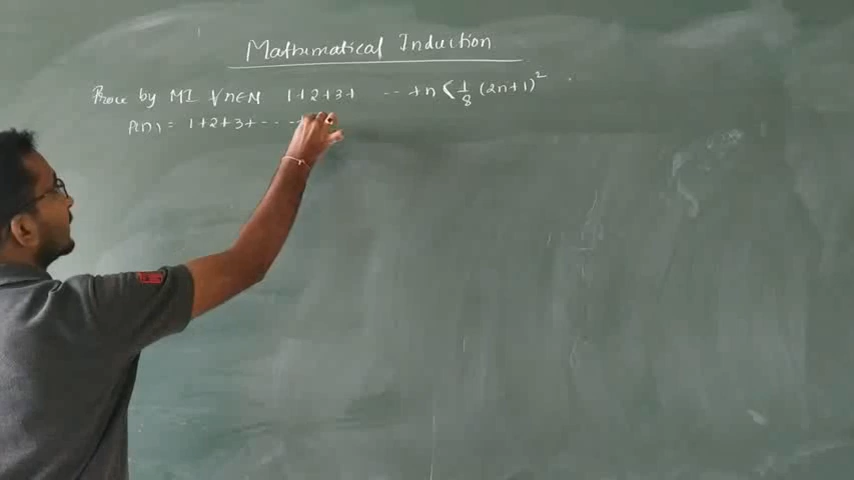 Mathematical Induction
Prove by MI ∀n∈N 1+2+3+ -- +n < 1/8 (2n+1)²
P(n) = 1+2+3+ - - -